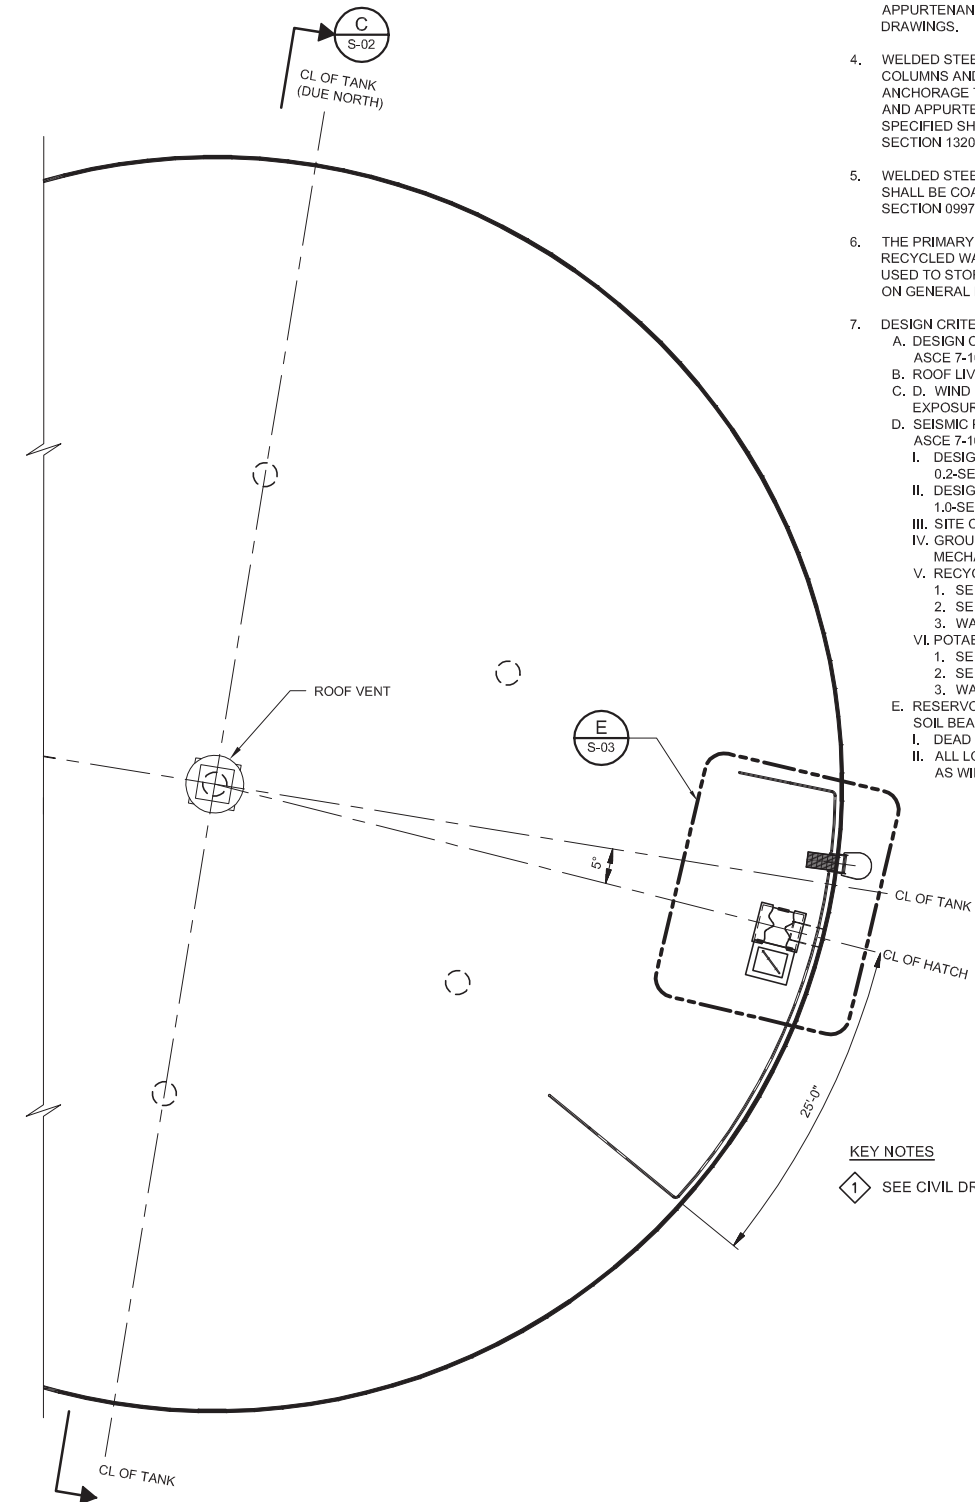 C
S-02
CL OF TANK
(DUE NORTH)
ROOF VENT
E
S-03
5°
CL OF TANK
CL OF HATCH
25'-0"
CL OF TANK
APPURTENAN
DRAWINGS.
4. WELDED STEE
COLUMNS AND
ANCHORAGE T
AND APPURTE
SPECIFIED SH
SECTION 1320
5. WELDED STEE
SHALL BE COA
SECTION 0997
6. THE PRIMARY
RECYCLED WA
USED TO STOR
ON GENERAL
7. DESIGN CRITE
A. DESIGN C
ASCE 7-10
B. ROOF LIV
C. D. WIND
EXPOSUR
D. SEISMIC
ASCE 7-10
I. DESIG
0.2-SE
II. DESIG
1.0-SE
III. SITE C
IV. GROU
MECHA
V. RECYC
1. SE
2. SE
3. WA
VI. POTAB
1. SE
2. SE
3. WA
E. RESERVO
SOIL BEA
I. DEAD
II. ALL LO
AS WI
KEY NOTES
1 SEE CIVIL DR